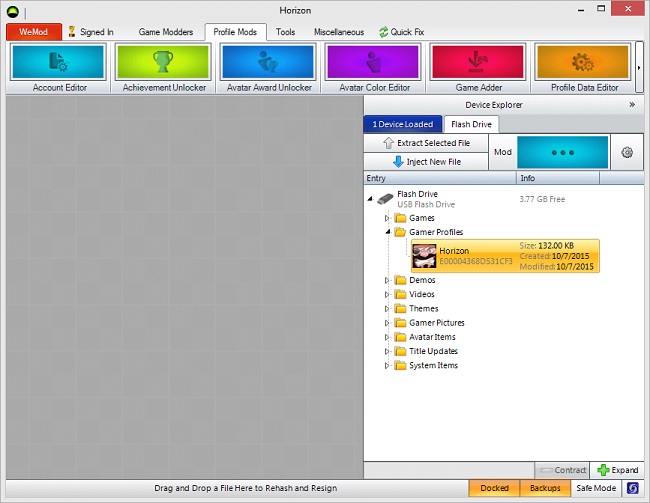 Horizon
WeMod Signed In Game Modders Profile Mods Tools Miscellaneous Quick Fix
Account Editor Achievement Unlocker Avatar Award Unlocker Avatar Color Editor Game Adder Profile Data Editor
Device Explorer »
1 Device Loaded Flash Drive
Extract Selected File
Mod
Inject New File
Entry Info
Flash Drive
USB Flash Drive
3.77 GB Free
Games
Gamer Profiles
Horizon
E00004368D531CF3
Size: 132.00 KB
Created: 10/7/2015
Modified: 10/7/2015
Demos
Videos
Themes
Gamer Pictures
Avatar Items
Title Updates
System Items
Contract Expand
Drag and Drop a File Here to Rehash and Resign Docked Backups Safe Mode